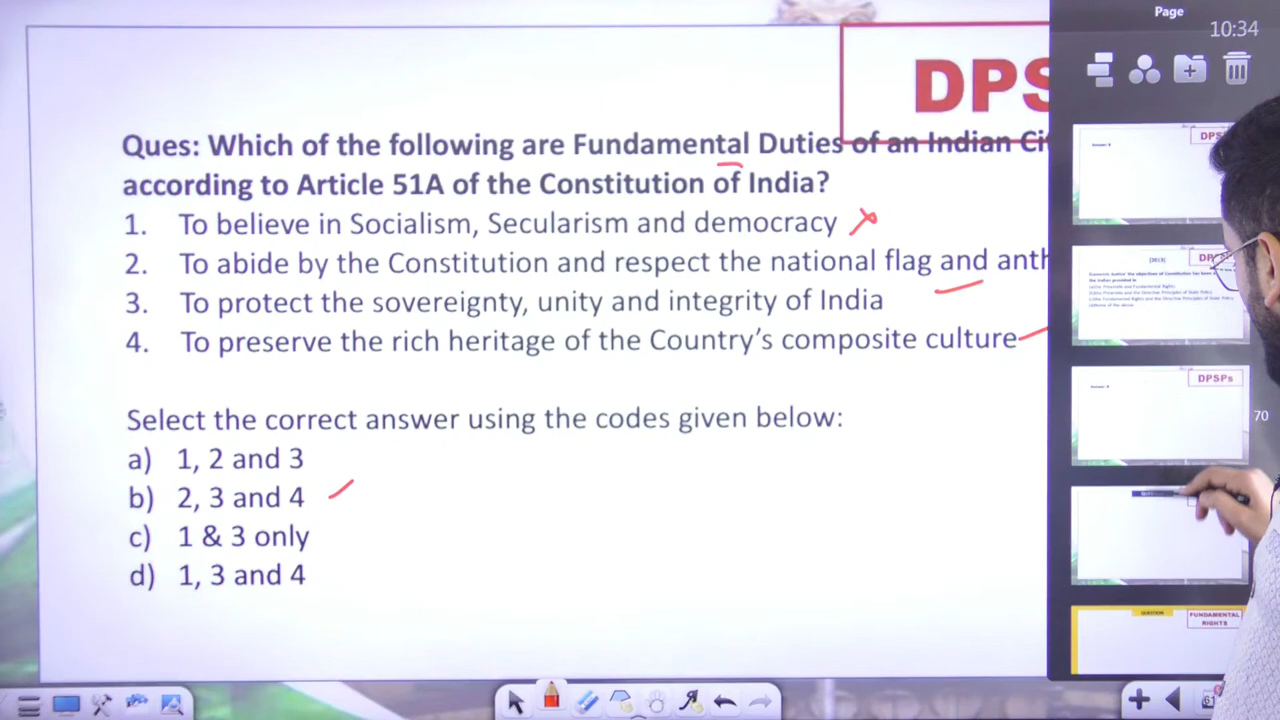 Page
10:34
DPS
Ques: Which of the following are Fundamental Duties of an Indian Ci
according to Article 51A of the Constitution of India?
1. To believe in Socialism, Secularism and democracy
2. To abide by the Constitution and respect the national flag and anth
3. To protect the sovereignty, unity and integrity of India
4. To preserve the rich heritage of the Country's composite culture
Select the correct answer using the codes given below:
a) 1, 2 and 3
b) 2, 3 and 4
c) 1 & 3 only
d) 1, 3 and 4
DPS
DPSPs
70
QUESTION
FUNDAMENTAL
RIGHTS